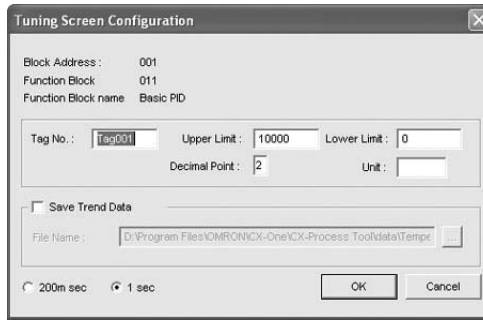 Tuning Screen Configuration
Block Address : 001
Function Block 011
Function Block name Basic PID
Tag No. : Tag001 Upper Limit : 10000 Lower Limit : 0
Decimal Point : 2 Unit :
Save Trend Data
File Name : D:\Program Files\OMRON\CX-One\CX-Process Tool\data\Tempe ...
200m sec 1 sec OK Cancel